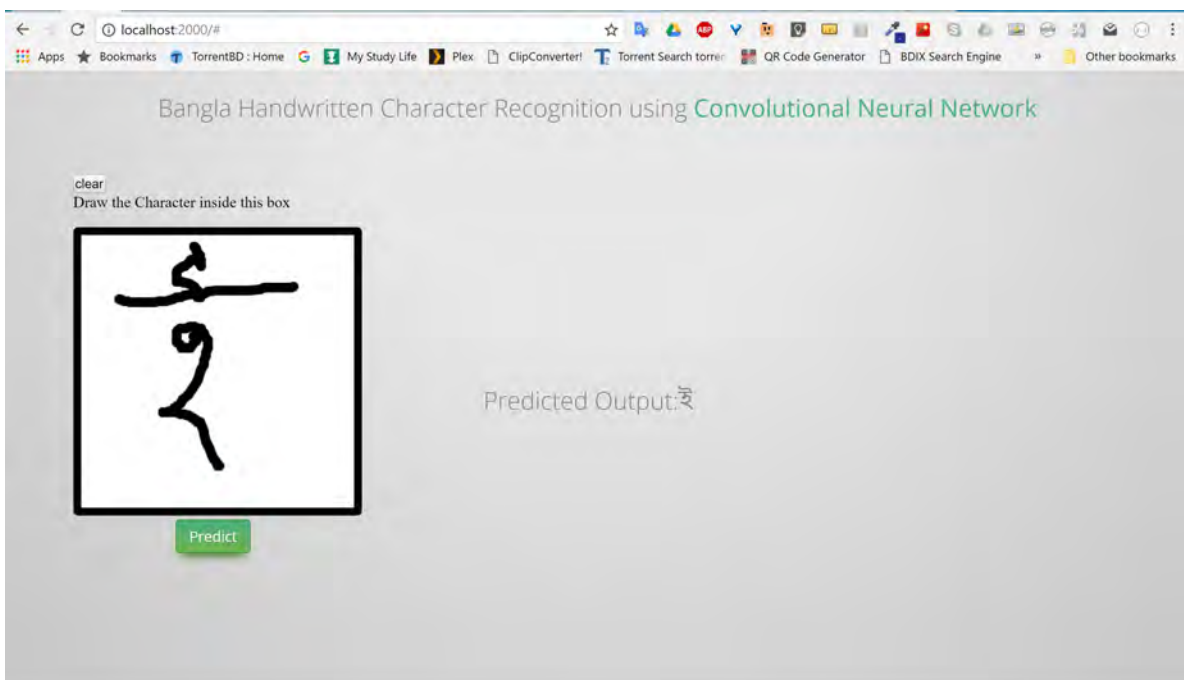 localhost:2000/#
Apps Bookmarks TorrentBD : Home My Study Life Plex ClipConverter! Torrent Search torren QR Code Generator BDIX Search Engine » Other bookmarks
Bangla Handwritten Character Recognition using Convolutional Neural Network
clear
Draw the Character inside this box
ই
Predicted Output:ই
Predict